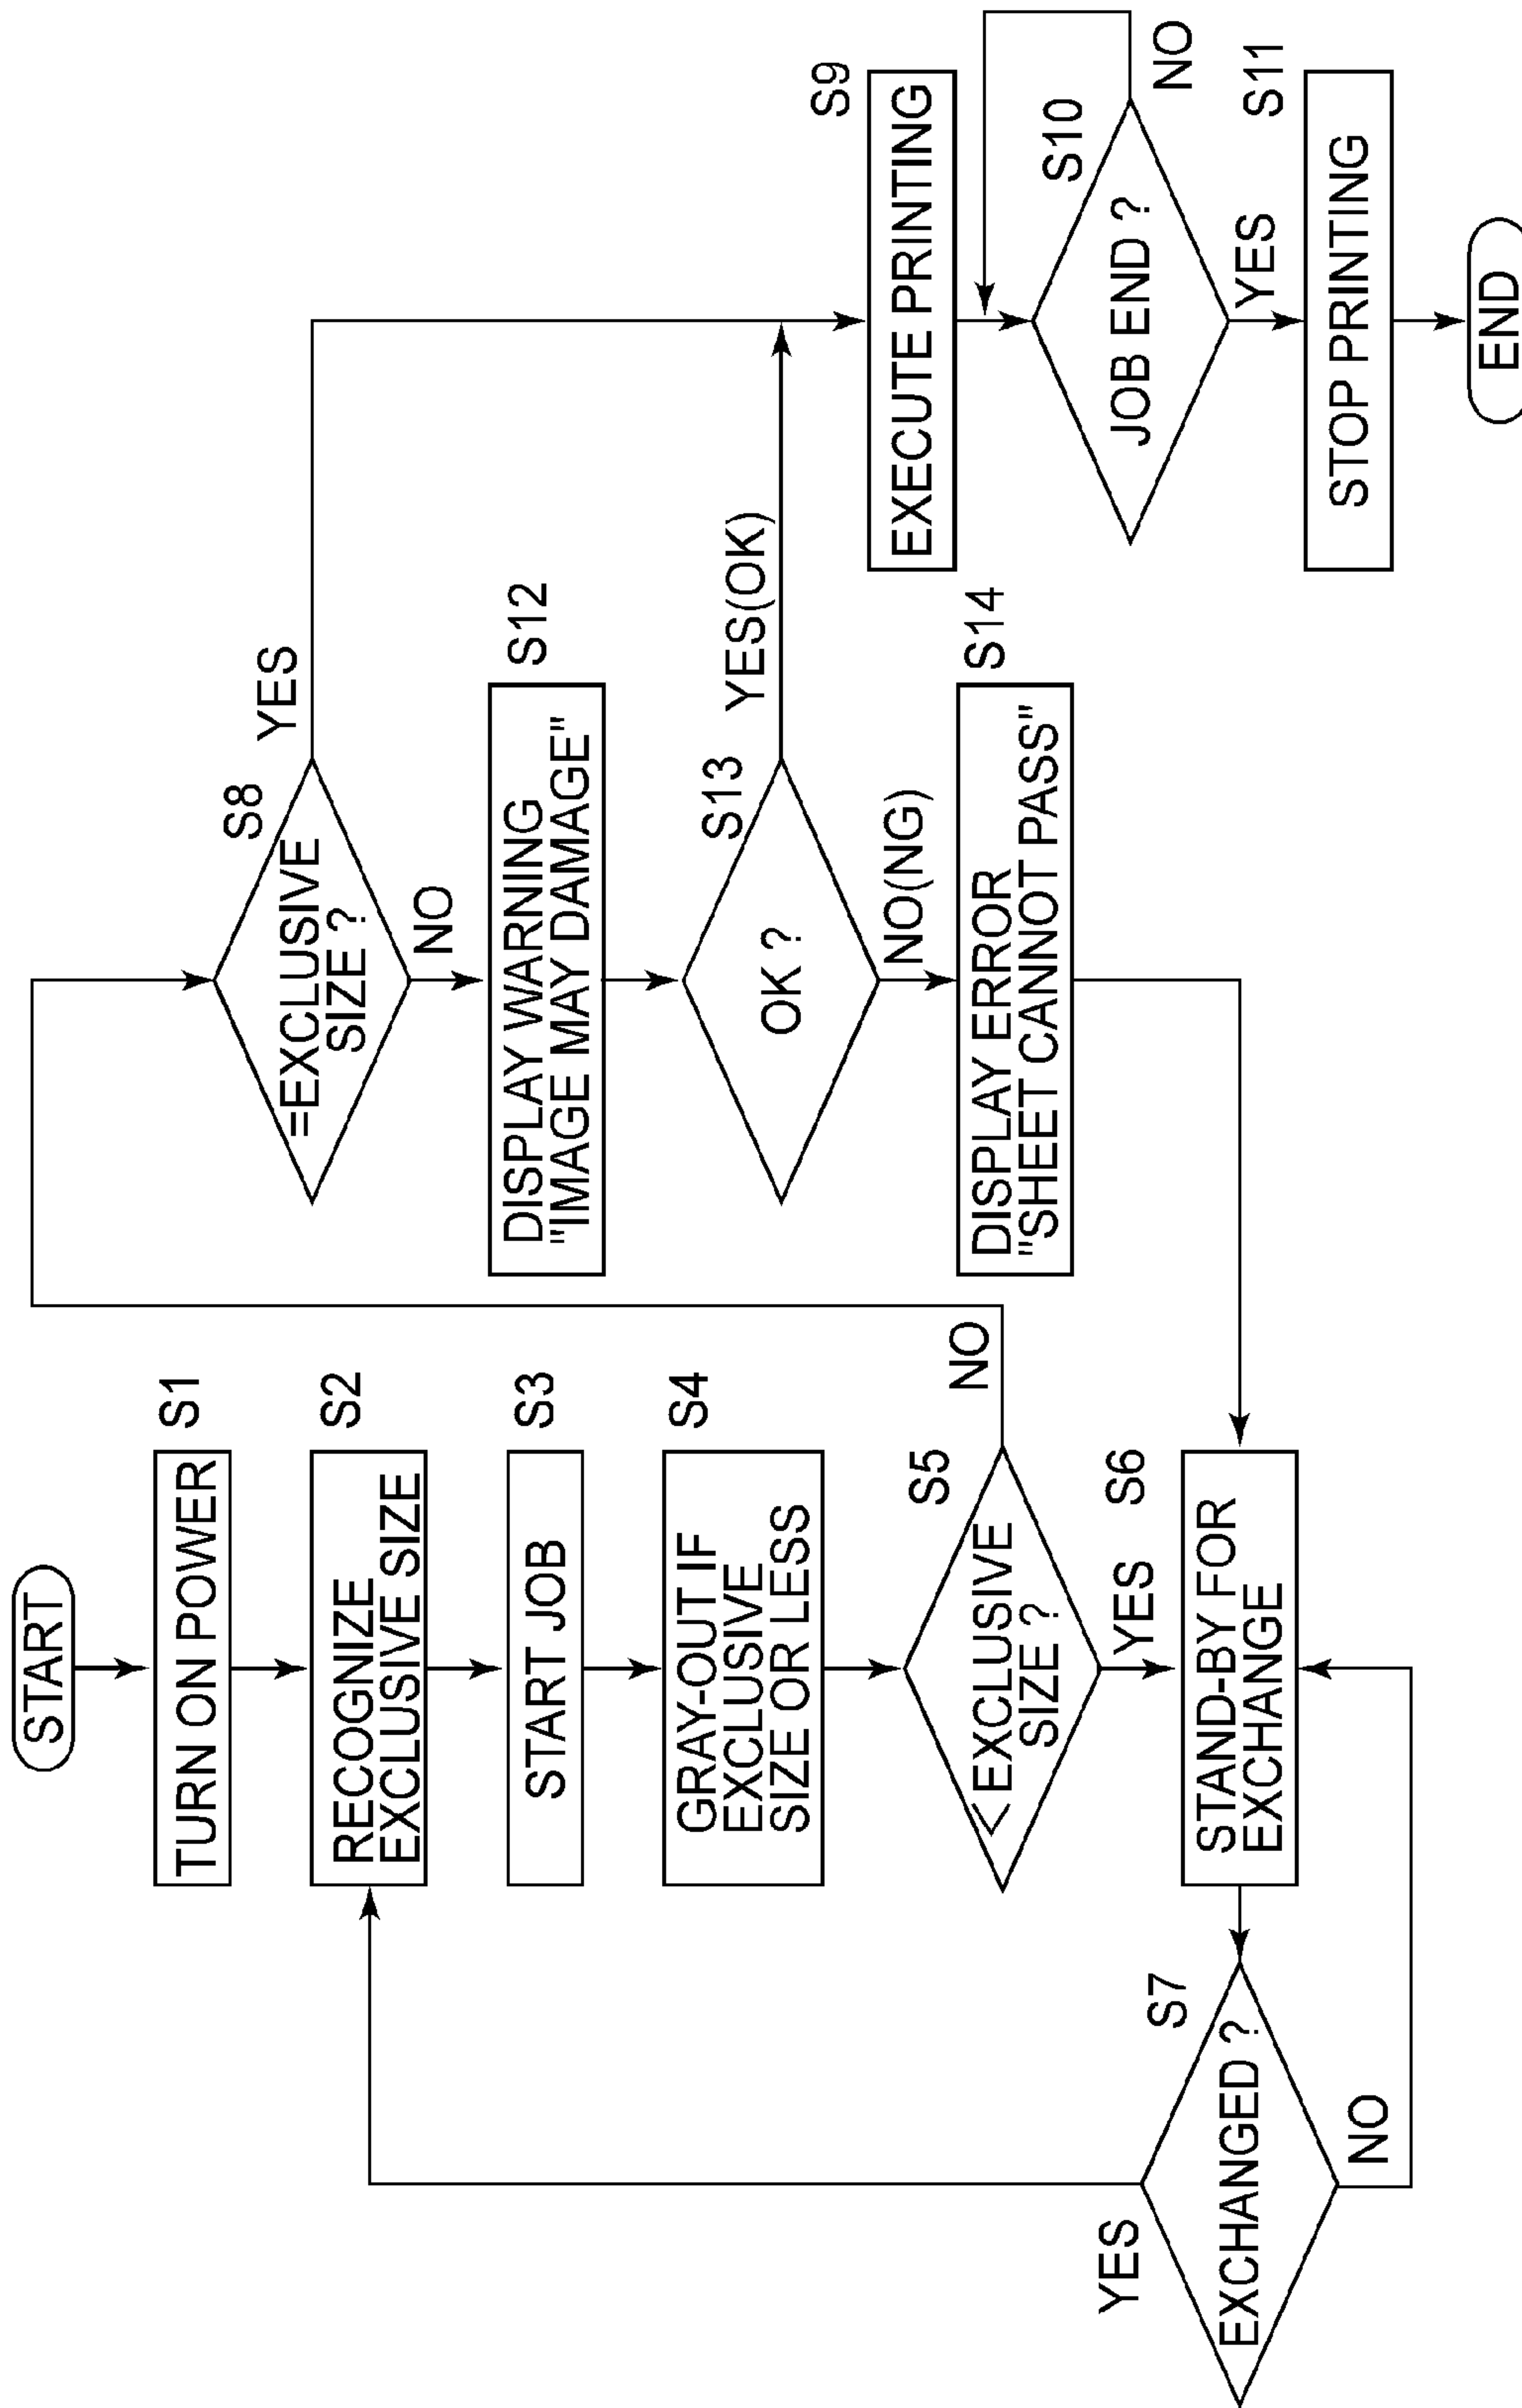 START
S1
TURN ON POWER
S2
RECOGNIZE
EXCLUSIVE SIZE
S3
START JOB
S4
GRAY-OUT IF
EXCLUSIVE
SIZE OR LESS
S5
< EXCLUSIVE
SIZE ?
NO
YES
S6
STAND-BY FOR
EXCHANGE
S7
EXCHANGED ?
YES
NO
S8
=EXCLUSIVE
SIZE ?
YES
NO
S12
DISPLAY WARNING
"IMAGE MAY DAMAGE"
S13
OK ?
YES(OK)
NO(NG)
S14
DISPLAY ERROR
"SHEET CANNOT PASS"
S9
EXECUTE PRINTING
S10
JOB END ?
NO
YES
S11
STOP PRINTING
END